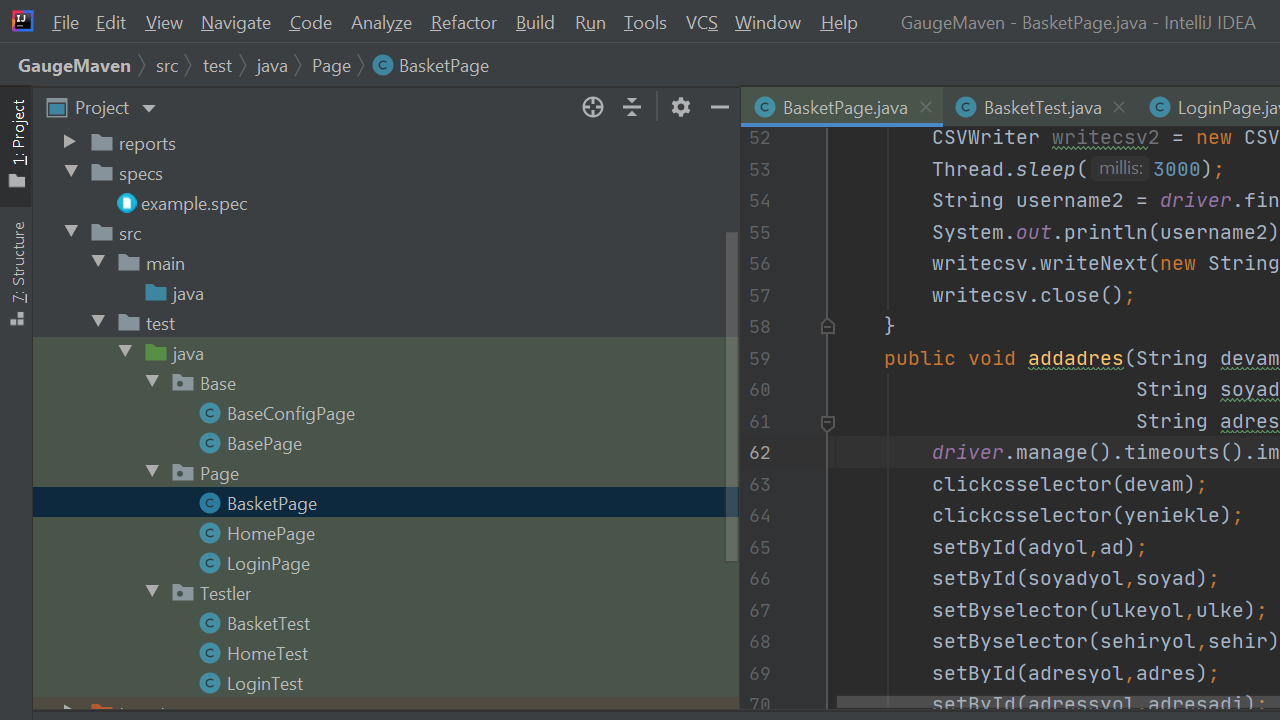 File Edit View Navigate Code Analyze Refactor Build Run Tools VCS Window Help GaugeMaven - BasketPage.java - IntelliJ IDEA
GaugeMaven src test java Page BasketPage
1: Project
7: Structure
Project
reports
specs
example.spec
src
main
java
test
java
Base
BaseConfigPage
BasePage
Page
BasketPage
HomePage
LoginPage
Testler
BasketTest
HomeTest
LoginTest
BasketPage.java BasketTest.java LoginPage.jav
52 CSVWriter writecsv2 = new CSV
53 Thread.sleep( millis: 3000);
54 String username2 = driver.fin
55 System.out.println(username2)
56 writecsv.writeNext(new String
57 writecsv.close();
58 }
59 public void addadres(String devam
60 String soyad
61 String adres
62 driver.manage().timeouts().im
63 clickcsselector(devam);
64 clickcsselector(yeniekle);
65 setById(adyol,ad);
66 setById(soyadyol,soyad);
67 setByselector(ulkeyol,ulke);
68 setByselector(sehiryol,sehir)
69 setById(adresyol,adres);
70 setById(adressyol,adresadi);